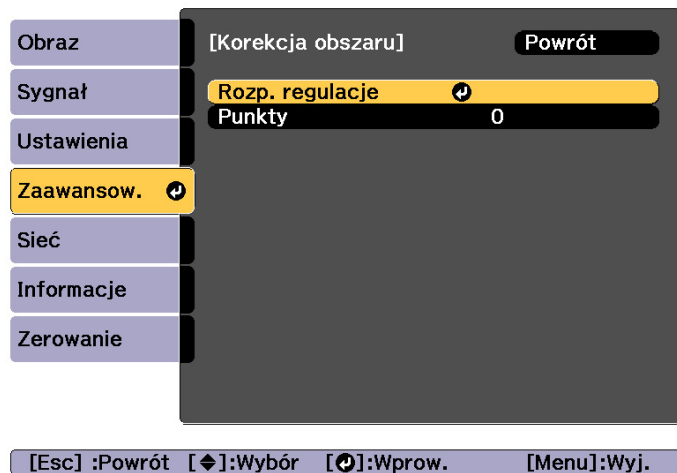 Obraz
Sygnał
Ustawienia
Zaawansow.
Sieć
Informacje
Zerowanie
[Korekcja obszaru] Powrót
Rozp. regulacje
Punkty 0
[Esc] :Powrót [◆]:Wybór [↵]:Wprow. [Menu]:Wyj.